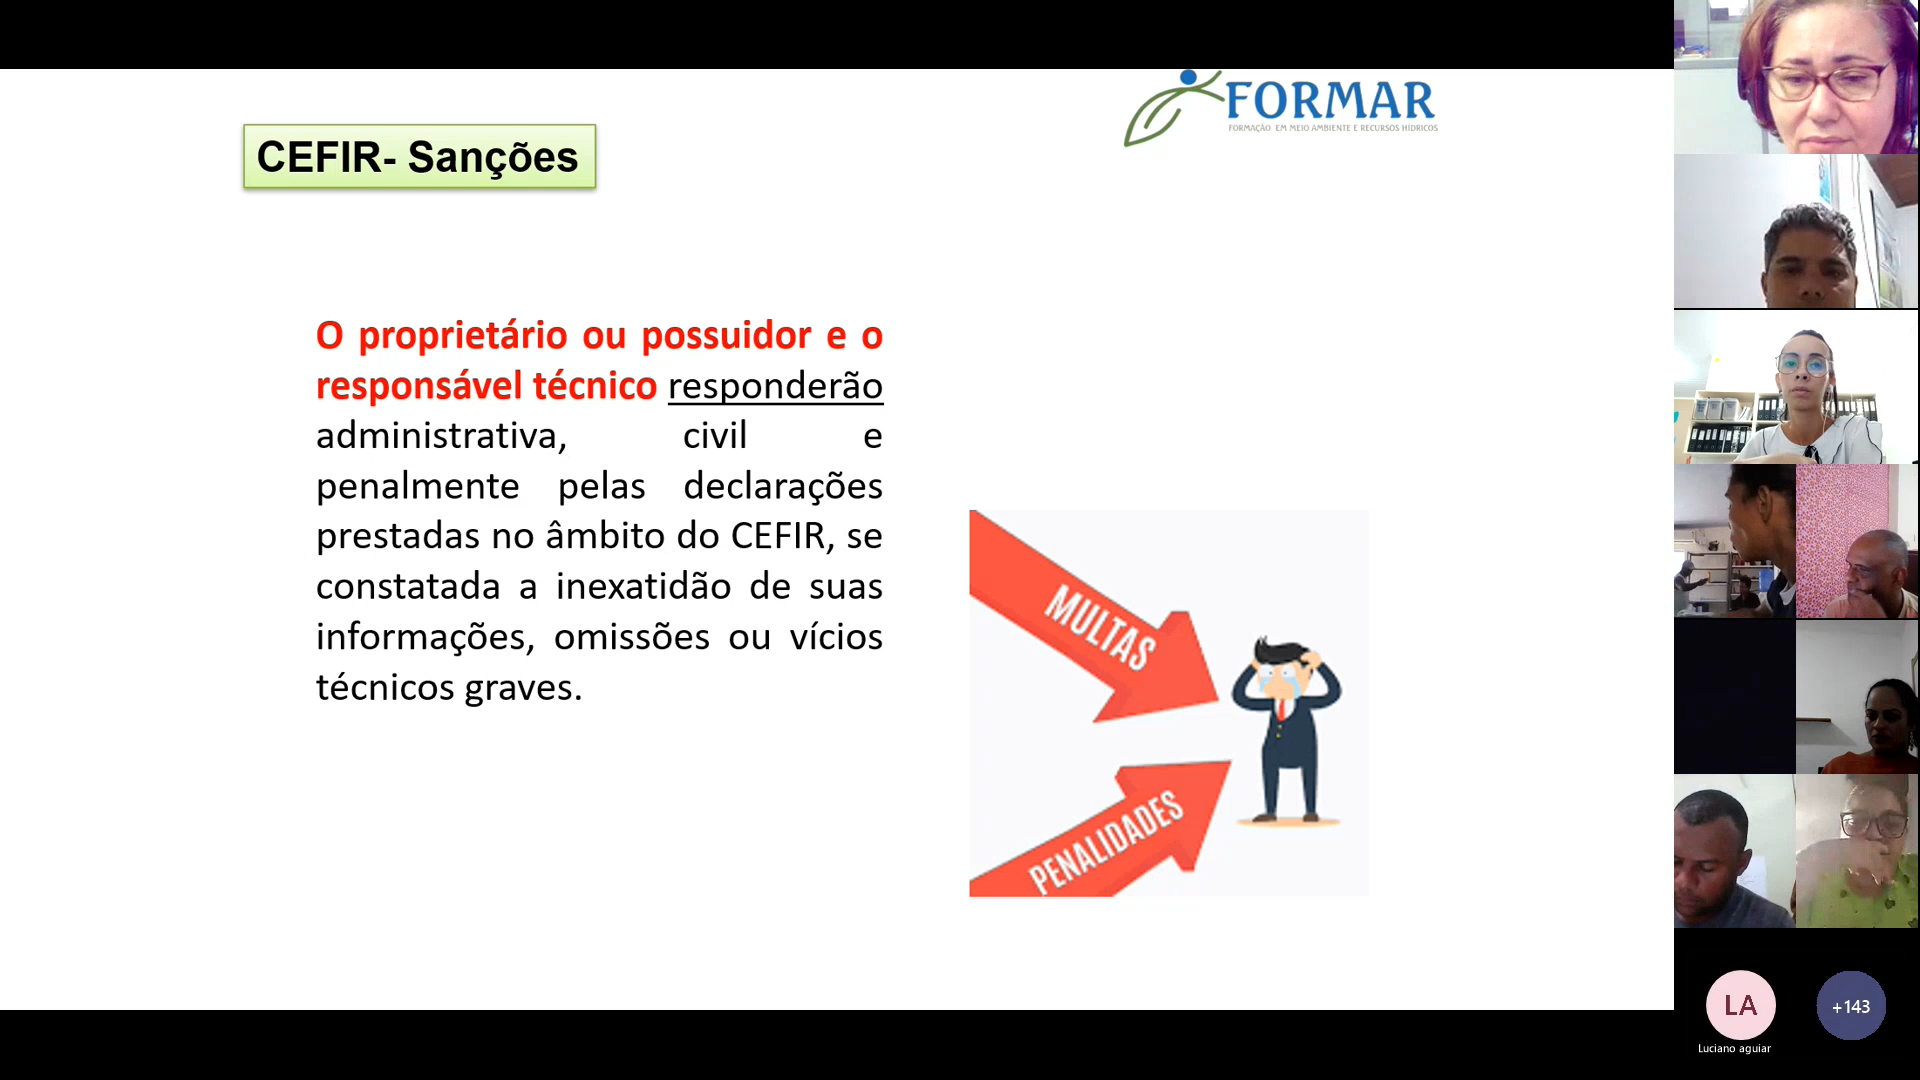 FORMAR
FORMAÇÃO EM MEIO AMBIENTE E RECURSOS HÍDRICOS
CEFIR- Sanções
O proprietário ou possuidor e o
responsável técnico responderão
administrativa, civil e
penalmente pelas declarações
prestadas no âmbito do CEFIR, se
constatada a inexatidão de suas
informações, omissões ou vícios
técnicos graves.
MULTAS
PENALIDADES
LA
+143
Luciano aguiar